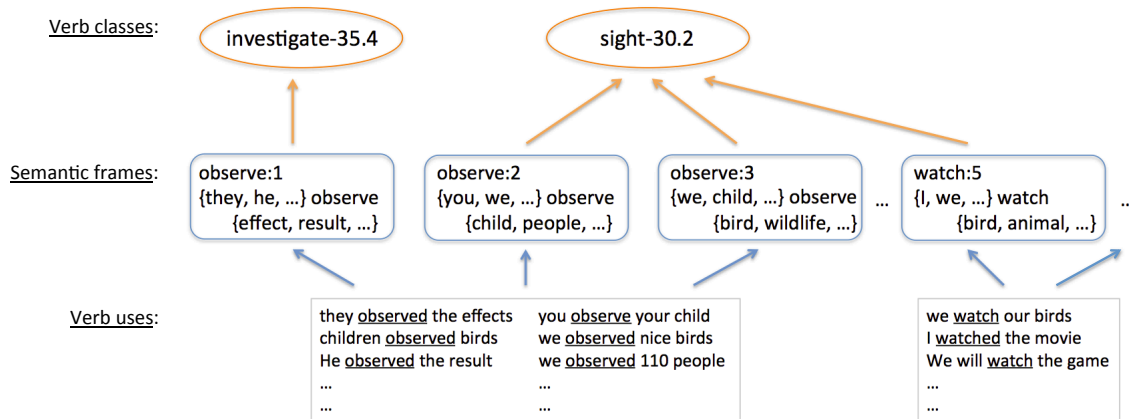 Verb classes:
investigate-35.4
sight-30.2
Semantic frames:
observe:1
{they, he, …} observe
{effect, result, …}
observe:2
{you, we, …} observe
{child, people, …}
observe:3
{we, child, …} observe
{bird, wildlife, …}
...
watch:5
{I, we, …} watch
{bird, animal, …}
..
Verb uses:
they observed the effects
children observed birds
He observed the result
…
…
you observe your child
we observed nice birds
we observed 110 people
…
…
we watch our birds
I watched the movie
We will watch the game
…
…